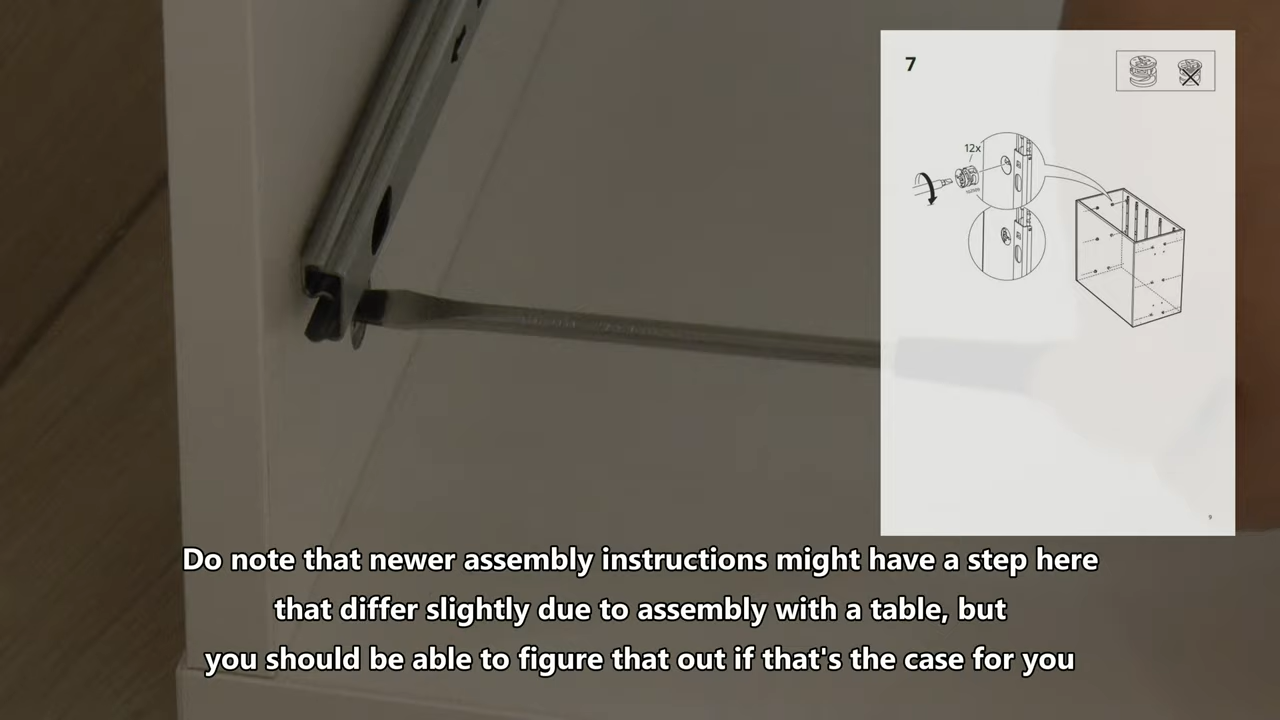 7
12x
Do note that newer assembly instructions might have a step here
that differ slightly due to assembly with a table, but
you should be able to figure that out if that's the case for you
9